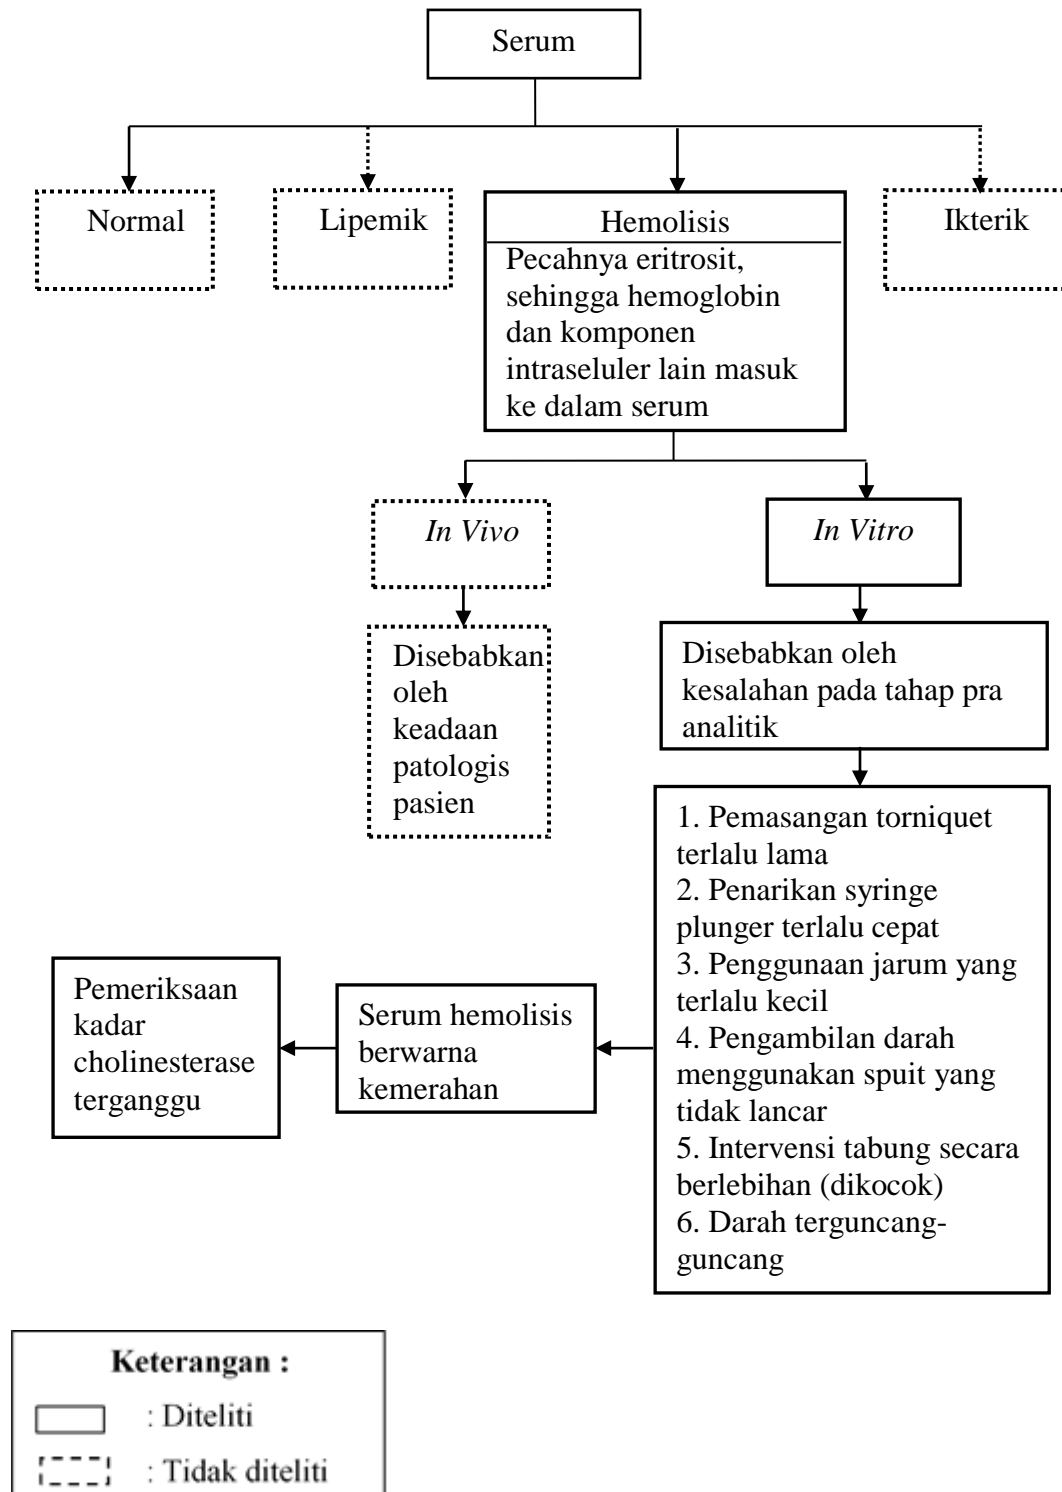 Serum
Normal
Lipemik
Hemolisis
Ikterik
Pecahnya eritrosit,
sehingga hemoglobin
dan komponen
intraseluler lain masuk
ke dalam serum
In Vivo
In Vitro
Disebabkan
oleh
keadaan
patologis
pasien
Disebabkan oleh
kesalahan pada tahap pra
analitik
1. Pemasangan torniquet
terlalu lama
2. Penarikan syringe
plunger terlalu cepat
3. Penggunaan jarum yang
terlalu kecil
4. Pengambilan darah
menggunakan spuit yang
tidak lancar
5. Intervensi tabung secara
berlebihan (dikocok)
6. Darah terguncang-
guncang
Serum hemolisis
berwarna
kemerahan
Pemeriksaan
kadar
cholinesterase
terganggu
Keterangan :
: Diteliti
: Tidak diteliti